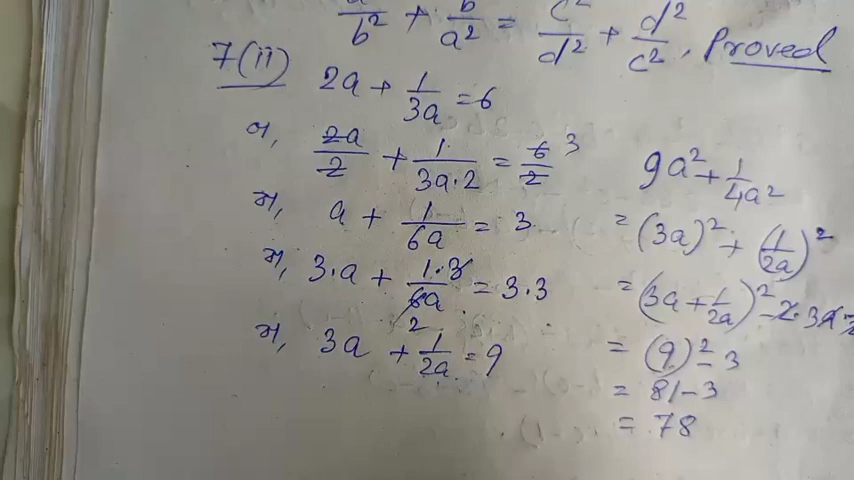 a/b² + b/a² = c²/d² + d²/c², Proved
7(ii) 2a + 1/3a = 6
বা, 2a/2 + 1/3a·2 = 6/2 3
বা, a + 1/6a = 3
বা, 3·a + 1·3/6a = 3·3
2
বা, 3a + 1/2a = 9
9a² + 1/4a²
= (3a)² + (1/2a)²
= (3a + 1/2a)² - 2·3a
= (9)² - 3
= 81 - 3
= 78